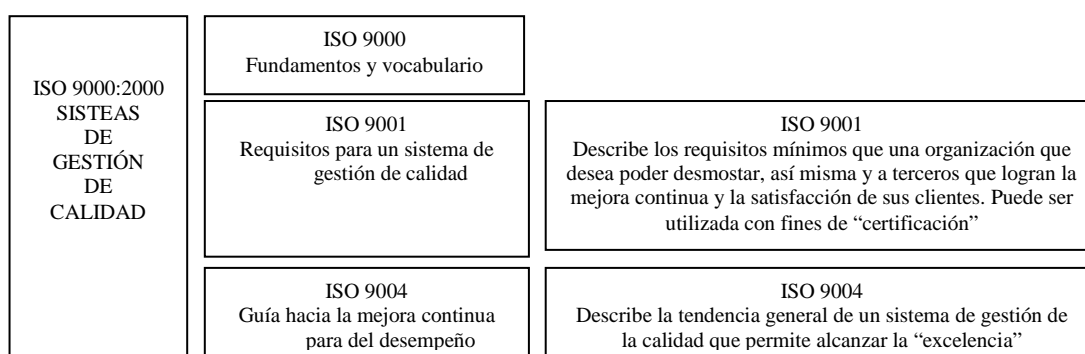 ISO 9000:2000
SISTEAS
DE
GESTIÓN
DE
CALIDAD
ISO 9000
Fundamentos y vocabulario
ISO 9001
Requisitos para un sistema de
gestión de calidad
ISO 9001
Describe los requisitos mínimos que una organización que
desea poder desmostar, así misma y a terceros que logran la
mejora continua y la satisfacción de sus clientes. Puede ser
utilizada con fines de “certificación”
ISO 9004
Guía hacia la mejora continua
para del desempeño
ISO 9004
Describe la tendencia general de un sistema de gestión de
la calidad que permite alcanzar la “excelencia”